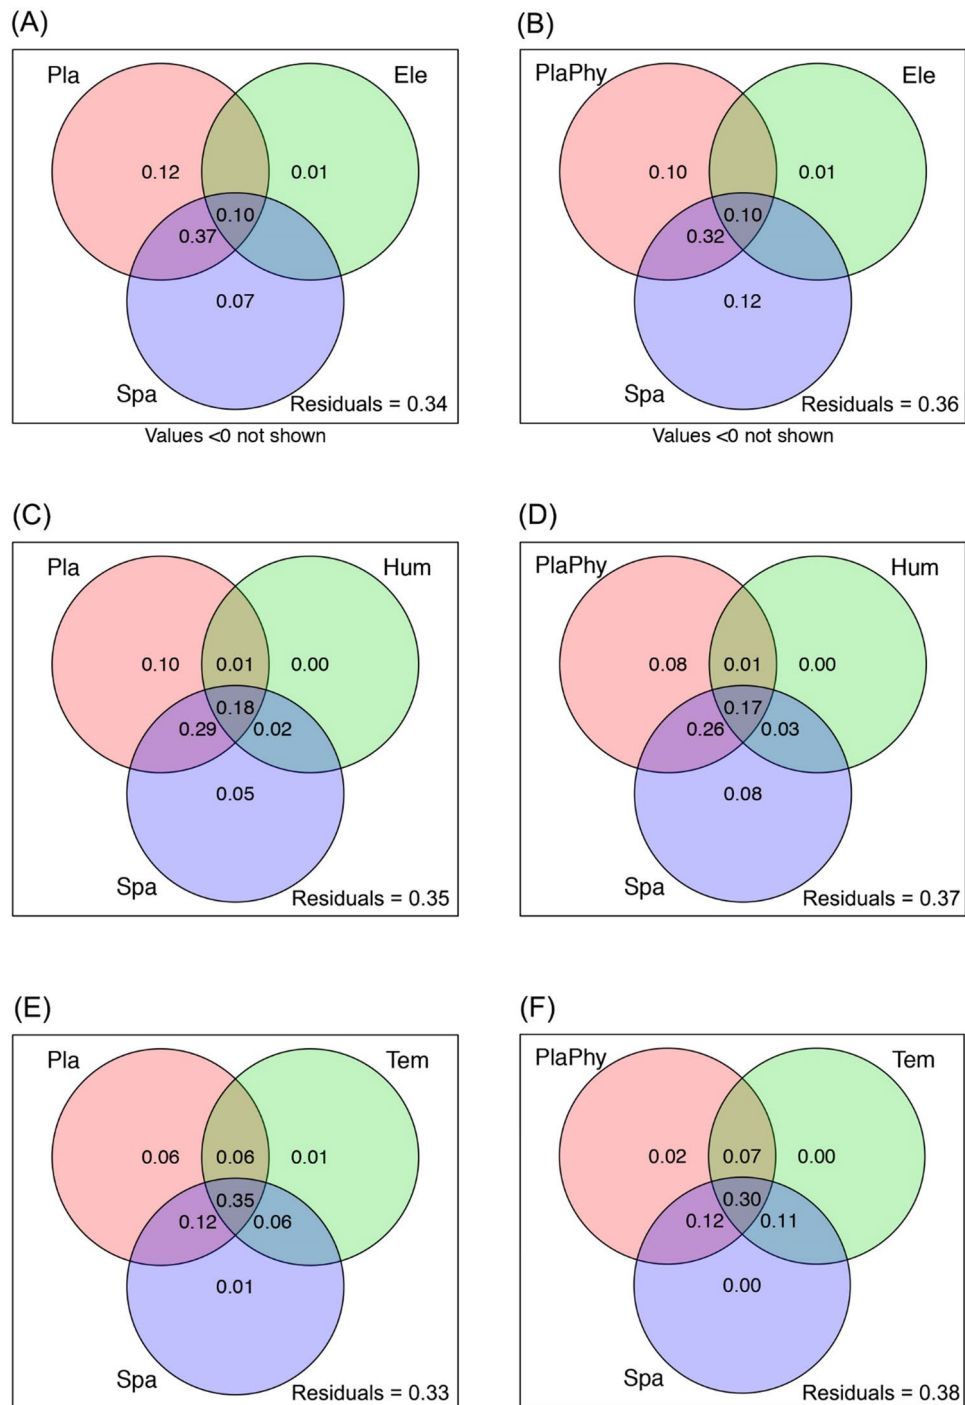 (A)
Pla
Ele
0.12
0.01
0.10
0.37
0.07
Spa
Residuals = 0.34
Values <0 not shown
(B)
PlaPhy
Ele
0.10
0.01
0.10
0.32
0.12
Spa
Residuals = 0.36
Values <0 not shown
(C)
Pla
Hum
0.10
0.01
0.00
0.18
0.29
0.02
0.05
Spa
Residuals = 0.35
(D)
PlaPhy
Hum
0.08
0.01
0.00
0.17
0.26
0.03
0.08
Spa
Residuals = 0.37
(E)
Pla
Tem
0.06
0.06
0.01
0.35
0.12
0.06
0.01
Spa
Residuals = 0.33
(F)
PlaPhy
Tem
0.02
0.07
0.00
0.30
0.12
0.11
0.00
Spa
Residuals = 0.38